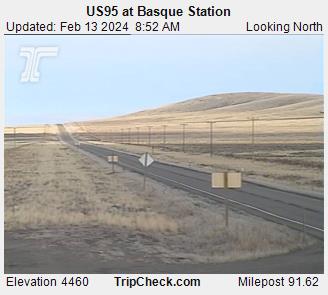 US95 at Basque Station
Updated: Feb 13 2024 8:52 AM Looking North
Elevation 4460 TripCheck.com Milepost 91.62